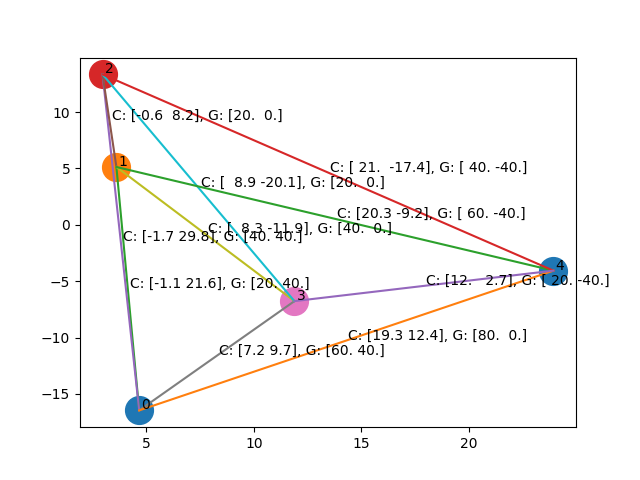 2
C: [-0.6  8.2], G: [20.  0.]
10
1
C: [ 21.  -17.4], G: [ 40. -40.]
5
C: [  8.9 -20.1], G: [20.  0.]
C: [20.3 -9.2], G: [ 60. -40.]
0
C: [  8.3 -11.9], G: [40.  0.]
C: [-1.7 29.8], G: [40. 40.]
4
−5
C: [12.   2.7], G: [ 20. -40.]
C: [-1.1 21.6], G: [20. 40.]
3
−10
C: [19.3 12.4], G: [80.  0.]
C: [7.2 9.7], G: [60. 40.]
−15
0
5 10 15 20